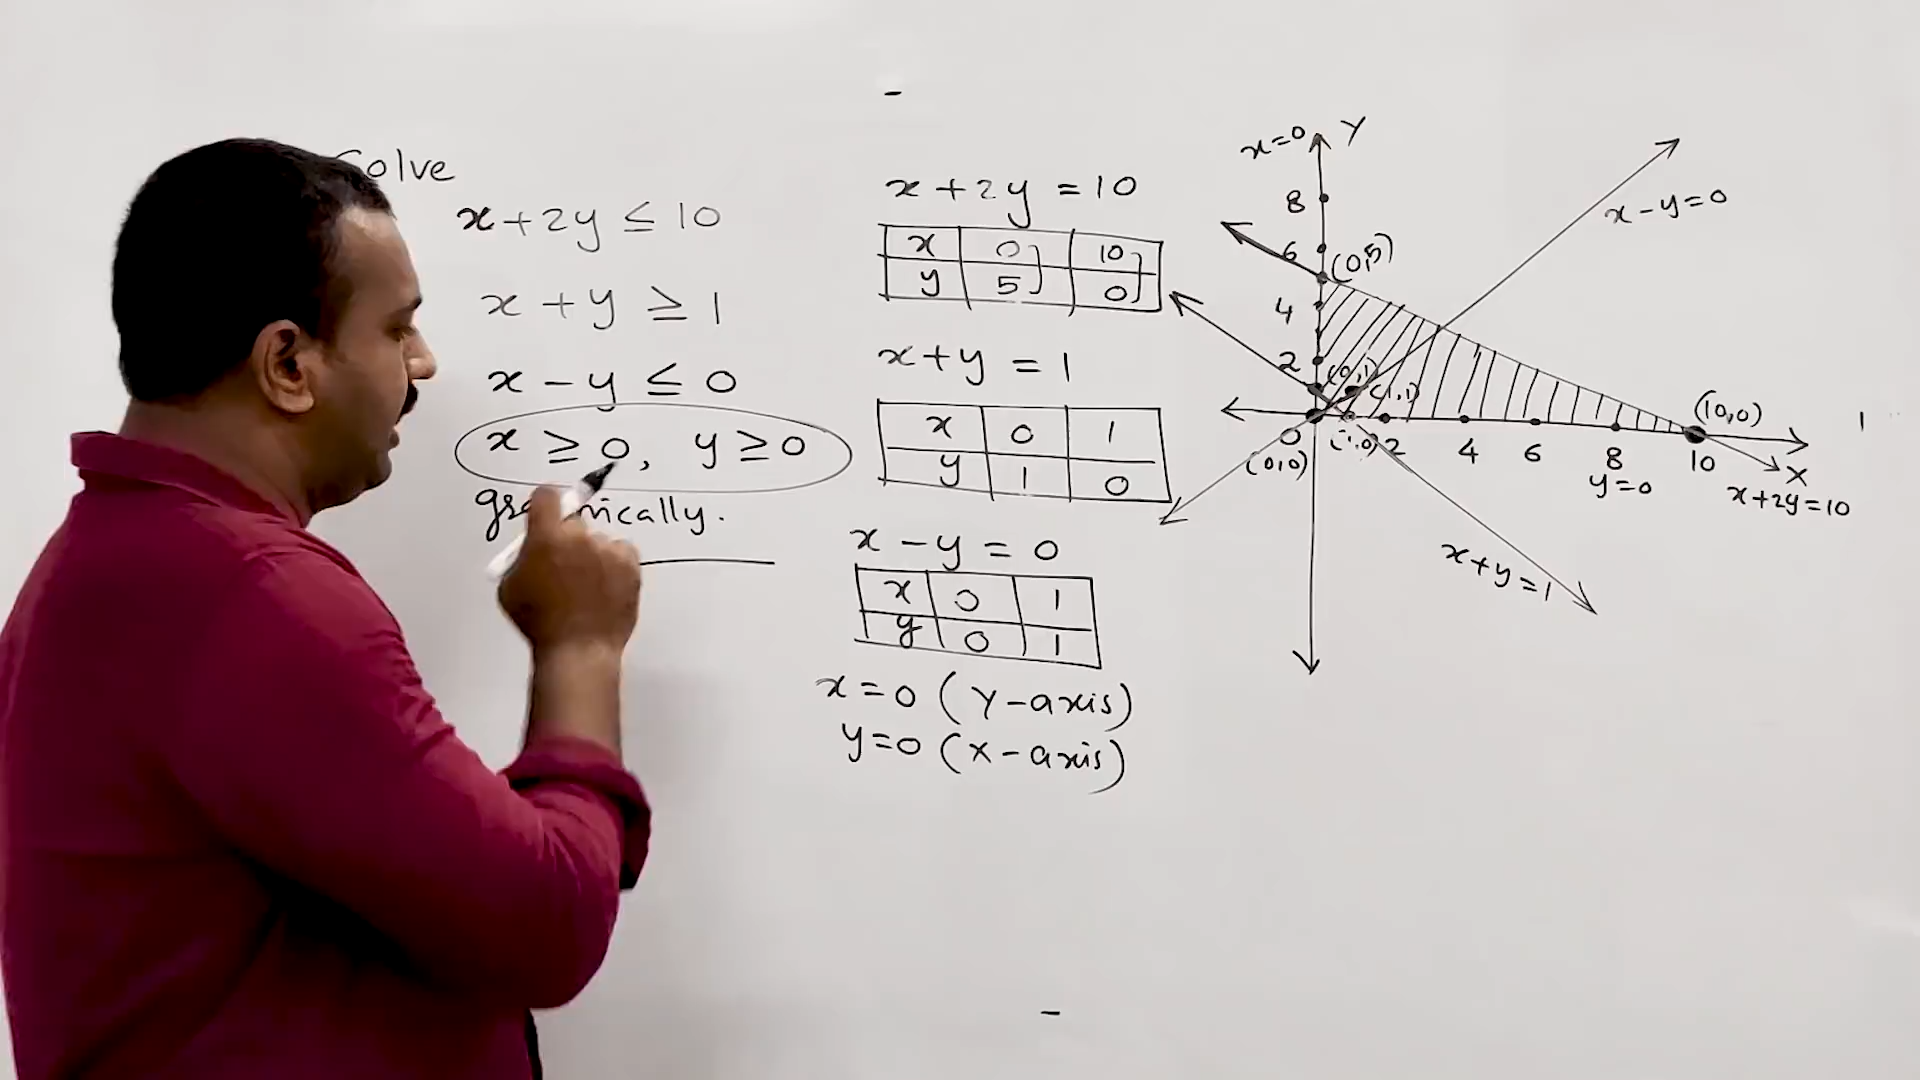 Solve
x+2y ≤ 10
x+y ≥ 1
x-y ≤ 0
x ≥ 0, y ≥ 0
x+2y = 10
x 0 10
y 5 0
x+y = 1
x 0 1
y 1 0
x-y = 0
x 0 1
y 0 1
x=0 (Y-axis)
y=0 (X-axis)
x=0 Y
8
x-y=0
6 (0,5)
4
2 (0,1)
(1,1)
(10,0)
0 (1,0) 2 4 6 8 10 X
(0,0)
y=0
x+2y=10
x+y=1